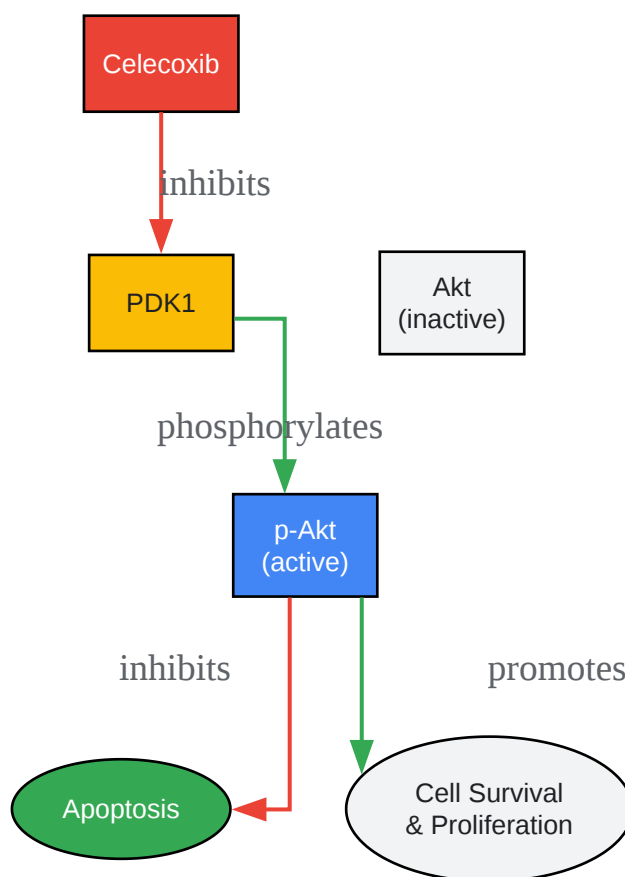 Celecoxib
inhibits
PDK1
Akt
(inactive)
phosphorylates
p-Akt
(active)
inhibits
promotes
Apoptosis
Cell Survival
& Proliferation